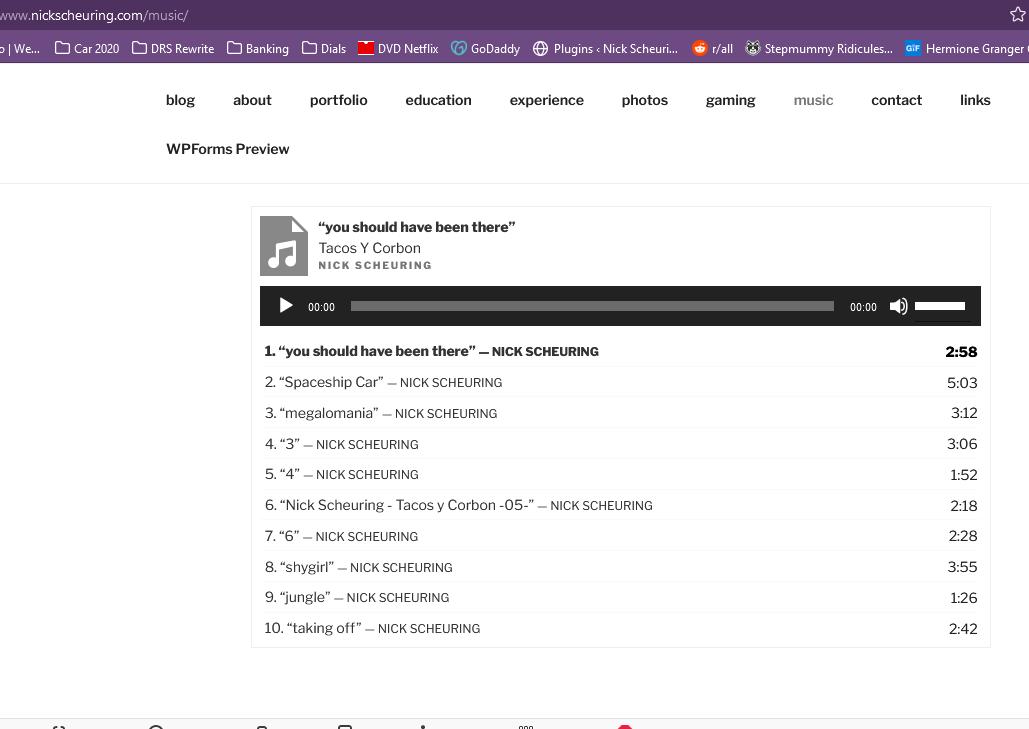 www.nickscheuring.com/music/
o | We... Car 2020 DRS Rewrite Banking Dials DVD Netflix GoDaddy Plugins ‹ Nick Scheuri... r/all Stepmummy Ridicules... GIF Hermione Granger
blog about portfolio education experience photos gaming music contact links
WPForms Preview
“you should have been there”
Tacos Y Corbon
NICK SCHEURING
00:00 00:00
1. “you should have been there” — NICK SCHEURING 2:58
2. “Spaceship Car” — NICK SCHEURING 5:03
3. “megalomania” — NICK SCHEURING 3:12
4. “3” — NICK SCHEURING 3:06
5. “4” — NICK SCHEURING 1:52
6. “Nick Scheuring - Tacos y Corbon -05-” — NICK SCHEURING 2:18
7. “6” — NICK SCHEURING 2:28
8. “shygirl” — NICK SCHEURING 3:55
9. “jungle” — NICK SCHEURING 1:26
10. “taking off” — NICK SCHEURING 2:42